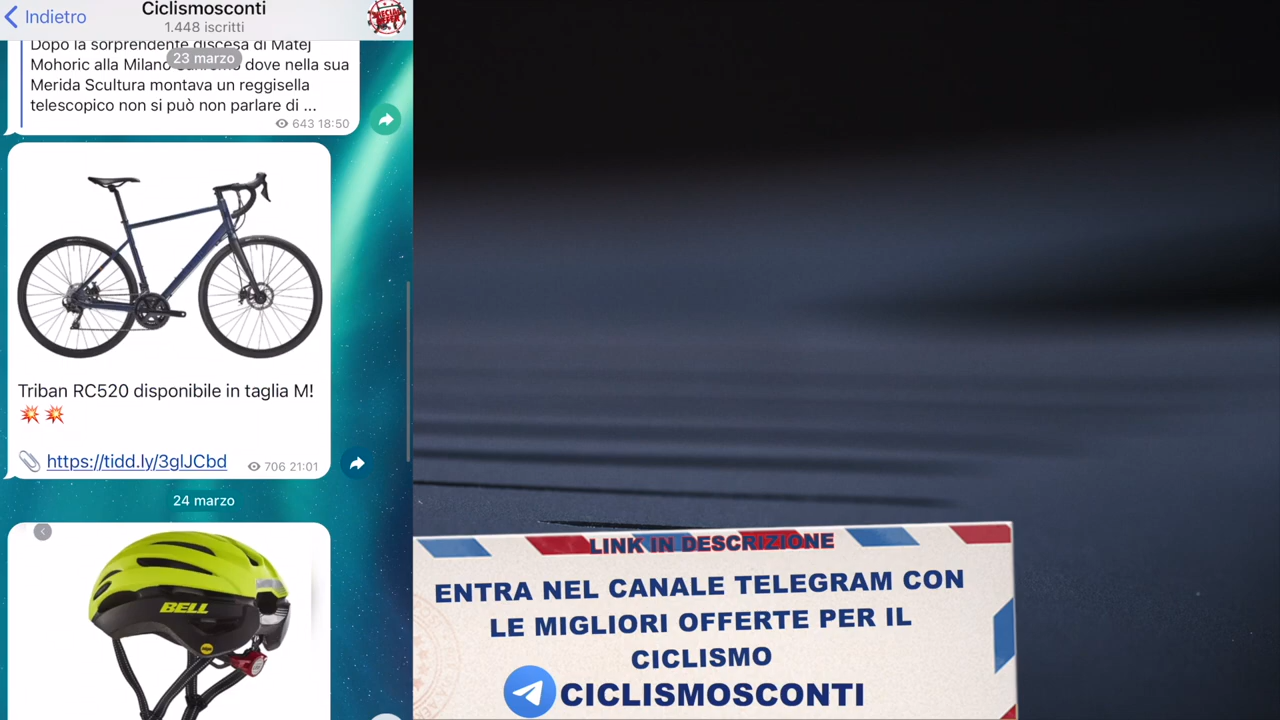 Indietro
Ciclismosconti
1.448 iscritti
Dopo la sorprendente discesa di Matej
23 marzo
Mohoric alla Milano Sanremo dove nella sua
Merida Scultura montava un reggisella
telescopico non si può non parlare di ...
643 18:50
Triban RC520 disponibile in taglia M!
https://tidd.ly/3glJCbd
706 21:01
24 marzo
BELL
LINK IN DESCRIZIONE
ENTRA NEL CANALE TELEGRAM CON
LE MIGLIORI OFFERTE PER IL
CICLISMO
CICLISMOSCONTI